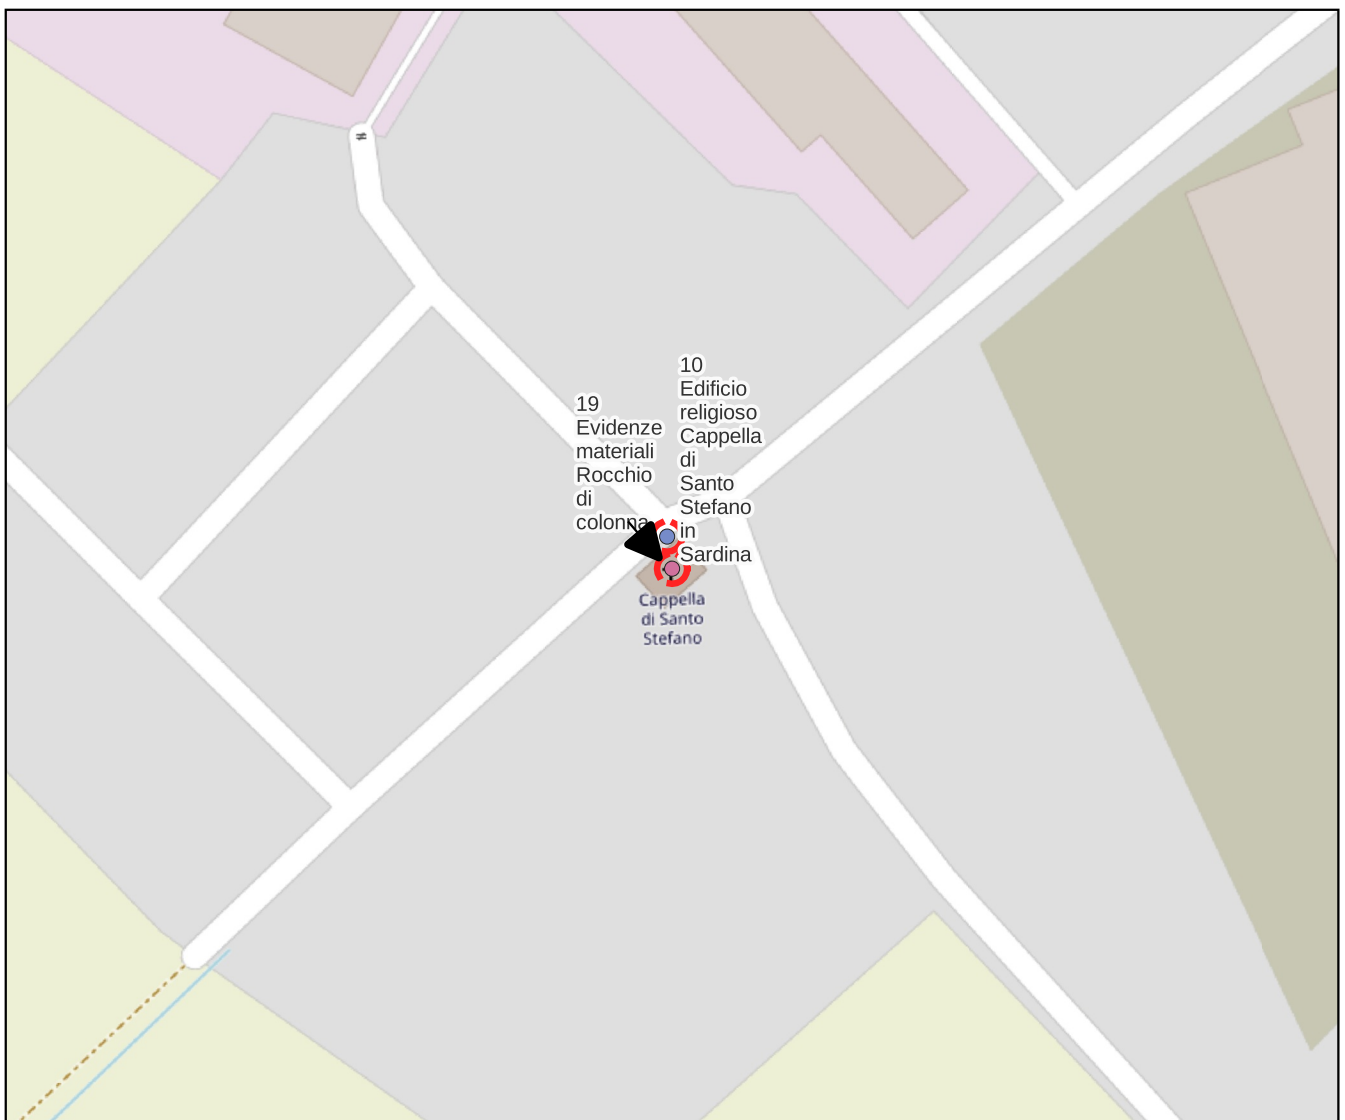 10
Edificio
religioso
Cappella
di
Santo
Stefano
in
Sardina
19
Evidenze
materiali
Rocchio
di
colonna
Cappella
di Santo
Stefano